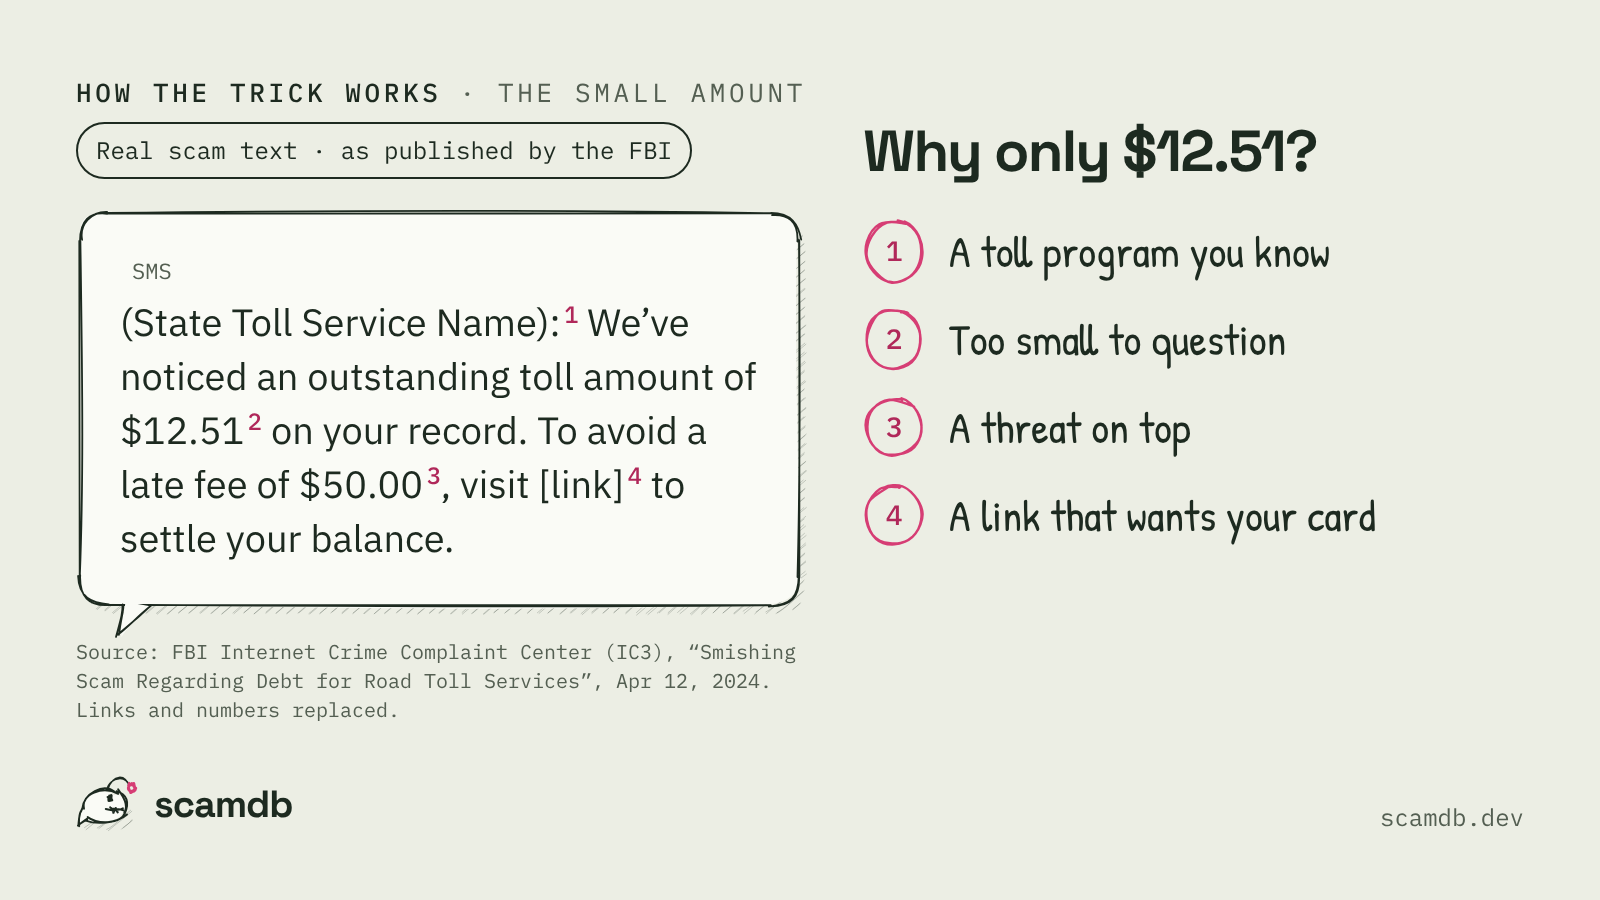 HOW THE TRICK WORKS · THE SMALL AMOUNT
Real scam text · as published by the FBI
SMS
(State Toll Service Name):¹ We’ve
noticed an outstanding toll amount of
$12.51² on your record. To avoid a
late fee of $50.00³, visit [link]⁴ to
settle your balance.
Source: FBI Internet Crime Complaint Center (IC3), “Smishing
Scam Regarding Debt for Road Toll Services”, Apr 12, 2024.
Links and numbers replaced.
Why only $12.51?
1 A toll program you know
2 Too small to question
3 A threat on top
4 A link that wants your card
scamdb
scamdb.dev